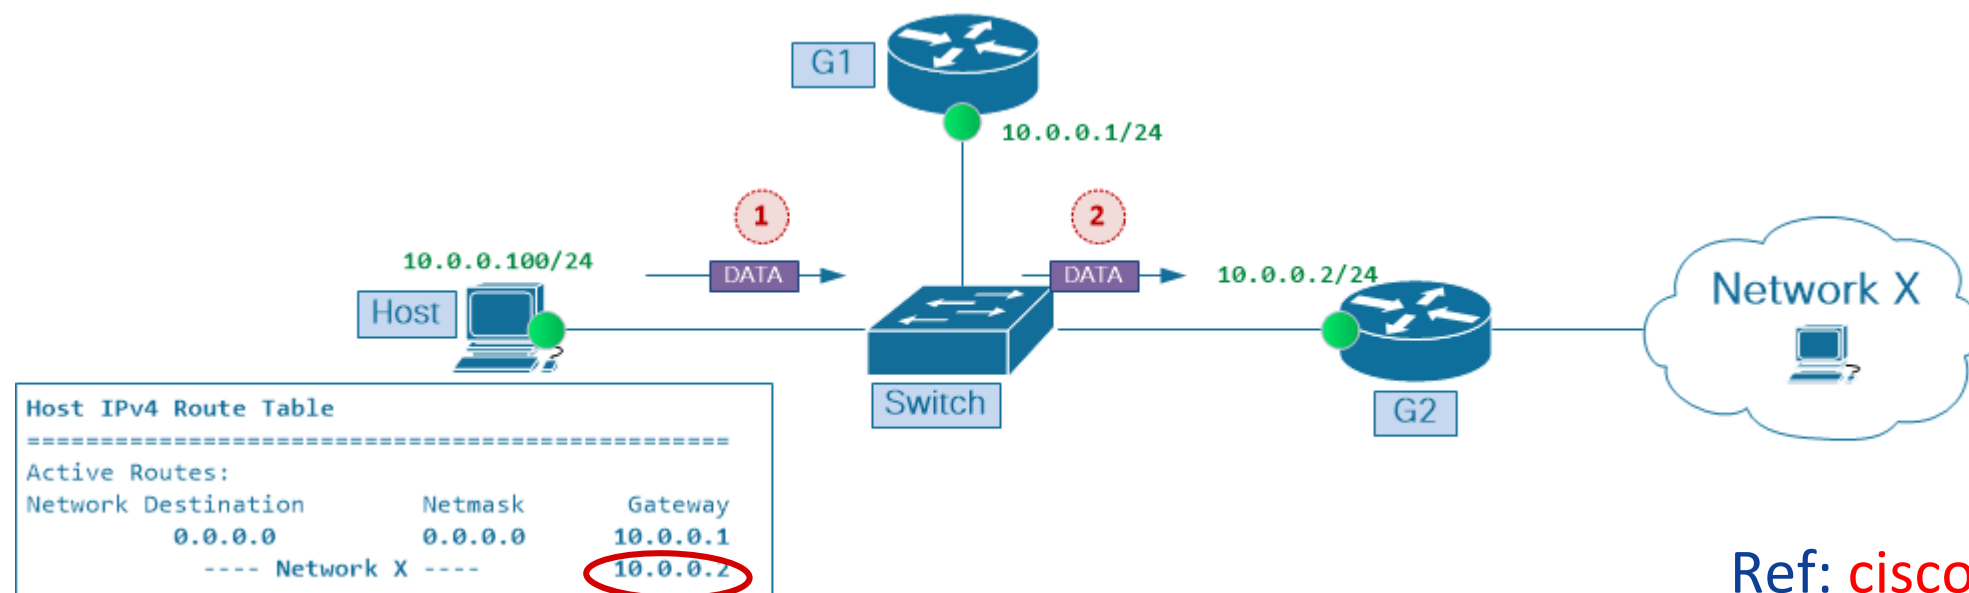 G1
10.0.0.1/24
1
2
10.0.0.100/24
DATA
DATA
10.0.0.2/24
Host
?
Network X
?
Switch
G2
Host IPv4 Route Table
================================================
Active Routes:
Network Destination Netmask Gateway
0.0.0.0 0.0.0.0 10.0.0.1
---- Network X ---- 10.0.0.2
Ref: cisco